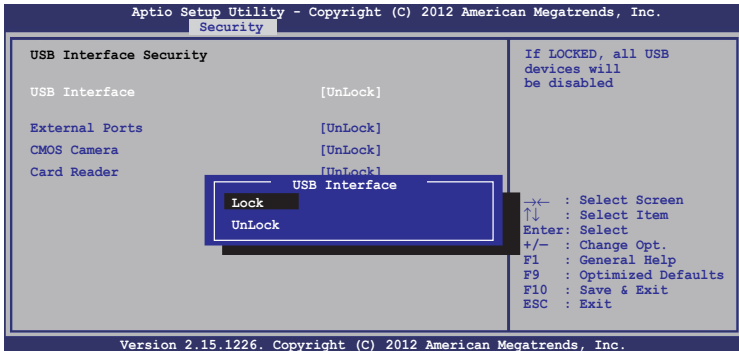 Aptio Setup Utility - Copyright (C) 2012 American Megatrends, Inc.
Security
USB Interface Security
USB Interface [UnLock]
External Ports [UnLock]
CMOS Camera [UnLock]
Card Reader [UnLock]
USB Interface
Lock
UnLock
If LOCKED, all USB
devices will
be disabled
→← : Select Screen
↑↓ : Select Item
Enter: Select
+/— : Change Opt.
F1 : General Help
F9 : Optimized Defaults
F10 : Save & Exit
ESC : Exit
Version 2.15.1226. Copyright (C) 2012 American Megatrends, Inc.